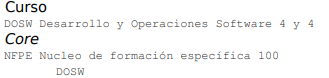 Curso
DOSW Desarrollo y Operaciones Software 4 y 4
Core
NFPE Nucleo de formación específica 100
DOSW